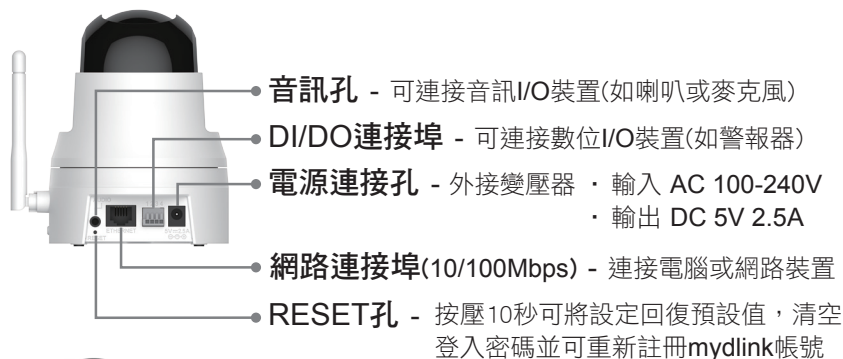 音訊孔 - 可連接音訊I/O裝置(如喇叭或麥克風)
DI/DO連接埠 - 可連接數位I/O裝置(如警報器)
電源連接孔 - 外接變壓器 ・輸入 AC 100-240V
・輸出 DC 5V 2.5A
網路連接埠(10/100Mbps) - 連接電腦或網路裝置
RESET孔 - 按壓10秒可將設定回復預設值，清空
登入密碼並可重新註冊mydlink帳號
ETHERNET
RESET